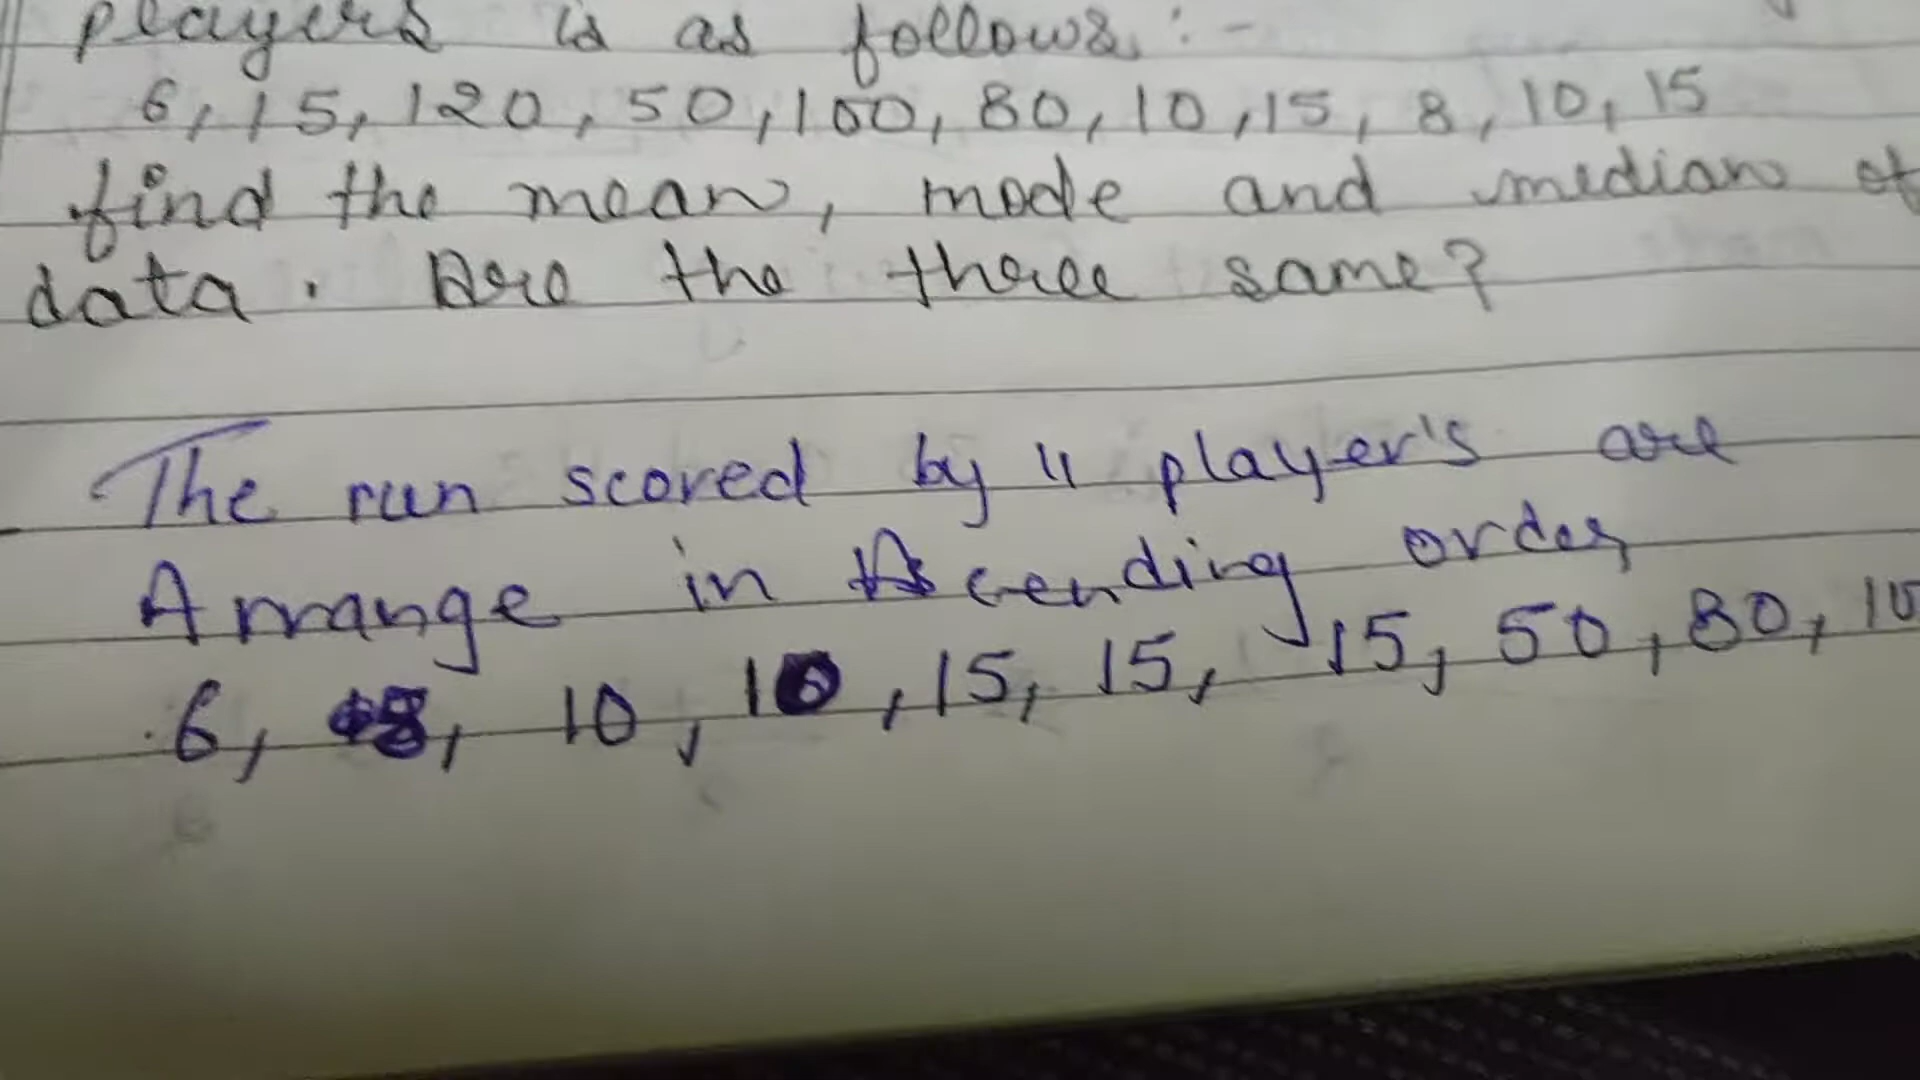 players is as follows :-
6, 15, 120, 50, 100, 80, 10, 15, 8, 10, 15
find the mean, mode and median of
data. Are the three same?
The run scored by 11 player's are
Arrange in Ascending order
6, 8, 10, 10, 15, 15, 15, 50, 80, 10